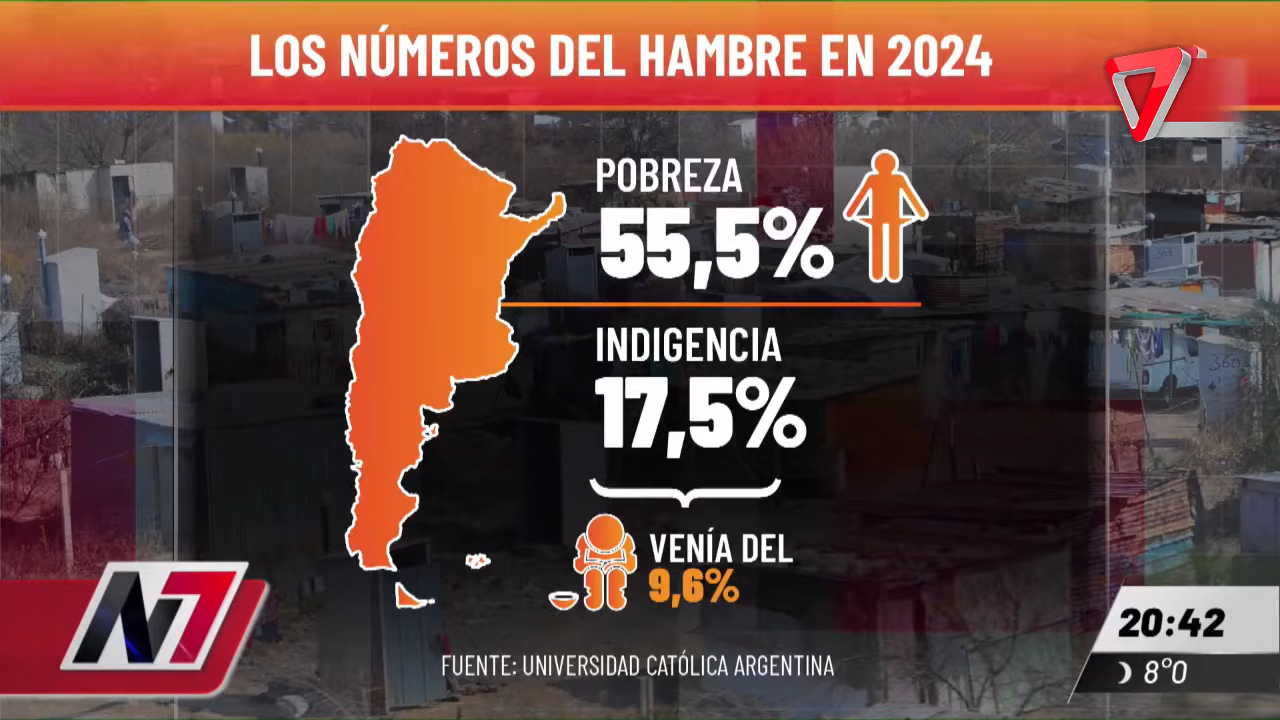 LOS NÚMEROS DEL HAMBRE EN 2024
POBREZA
55,5%
INDIGENCIA
17,5%
VENÍA DEL
9,6%
N7
20:42
8°0
FUENTE: UNIVERSIDAD CATÓLICA ARGENTINA